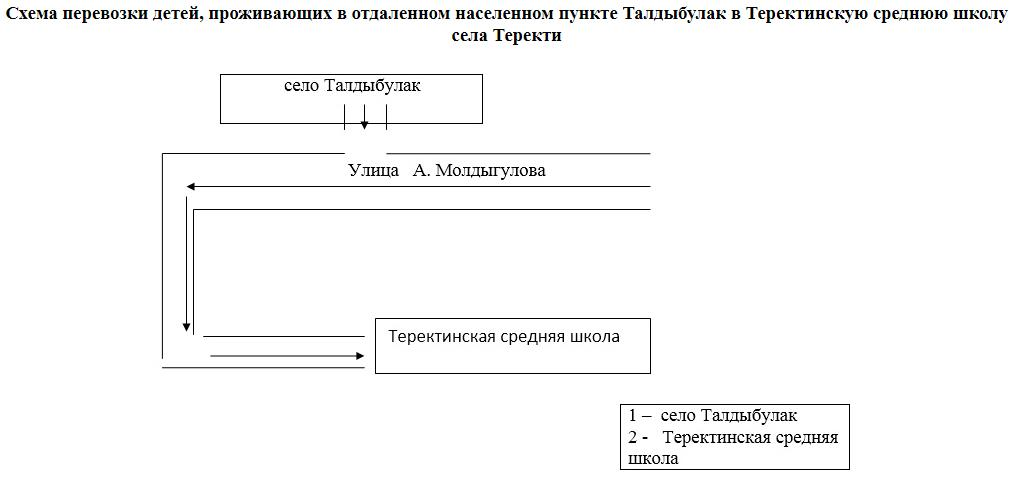 Схема перевозки детей, проживающих в отдаленном населенном пункте Талдыбулак в Теректинскую среднюю школу
села Теректи
село Талдыбулак
Улица А. Молдыгулова
Теректинская средняя школа
1 – село Талдыбулак
2 - Теректинская средняя
школа